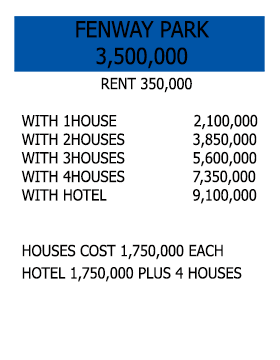 FENWAY PARK
3,500,000
RENT 350,000
WITH 1HOUSE 2,100,000
WITH 2HOUSES 3,850,000
WITH 3HOUSES 5,600,000
WITH 4HOUSES 7,350,000
WITH HOTEL 9,100,000
HOUSES COST 1,750,000 EACH
HOTEL 1,750,000 PLUS 4 HOUSES